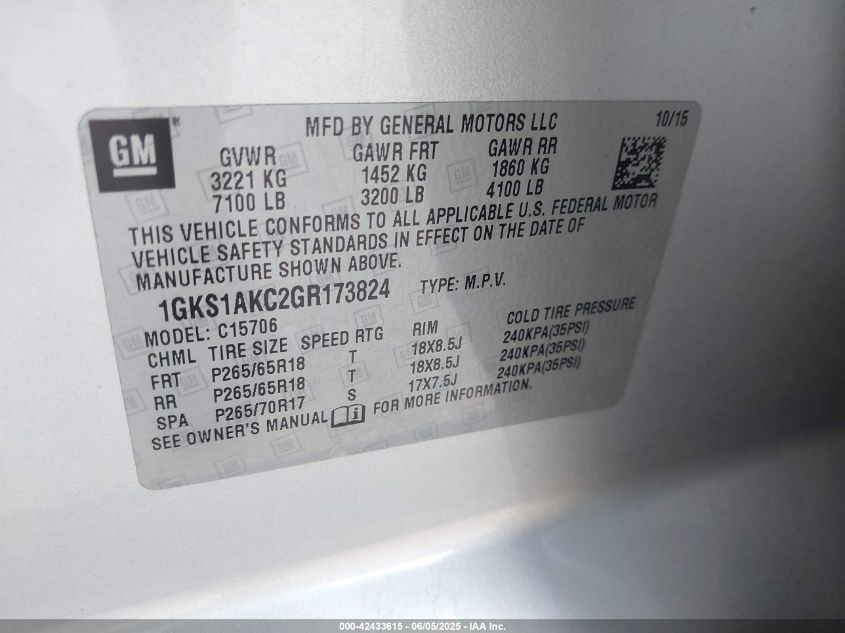 GM
MFD BY GENERAL MOTORS LLC 10/15
GVWR GAWR FRT GAWR RR
3221 KG 1452 KG 1860 KG
7100 LB 3200 LB 4100 LB
THIS VEHICLE CONFORMS TO ALL APPLICABLE U.S. FEDERAL MOTOR
VEHICLE SAFETY STANDARDS IN EFFECT ON THE DATE OF
MANUFACTURE SHOWN ABOVE.
1GKS1AKC2GR173824 TYPE: M.P.V.
MODEL: C15706
CHML TIRE SIZE SPEED RTG RIM COLD TIRE PRESSURE
FRT P265/65R18 T 18X8.5J 240KPA(35PSI)
RR P265/65R18 T 18X8.5J 240KPA(35PSI)
SPA P265/70R17 S 17X7.5J 240KPA(35PSI)
SEE OWNER'S MANUAL FOR MORE INFORMATION.
000-42433615 - 06/05/2025 - IAA Inc.